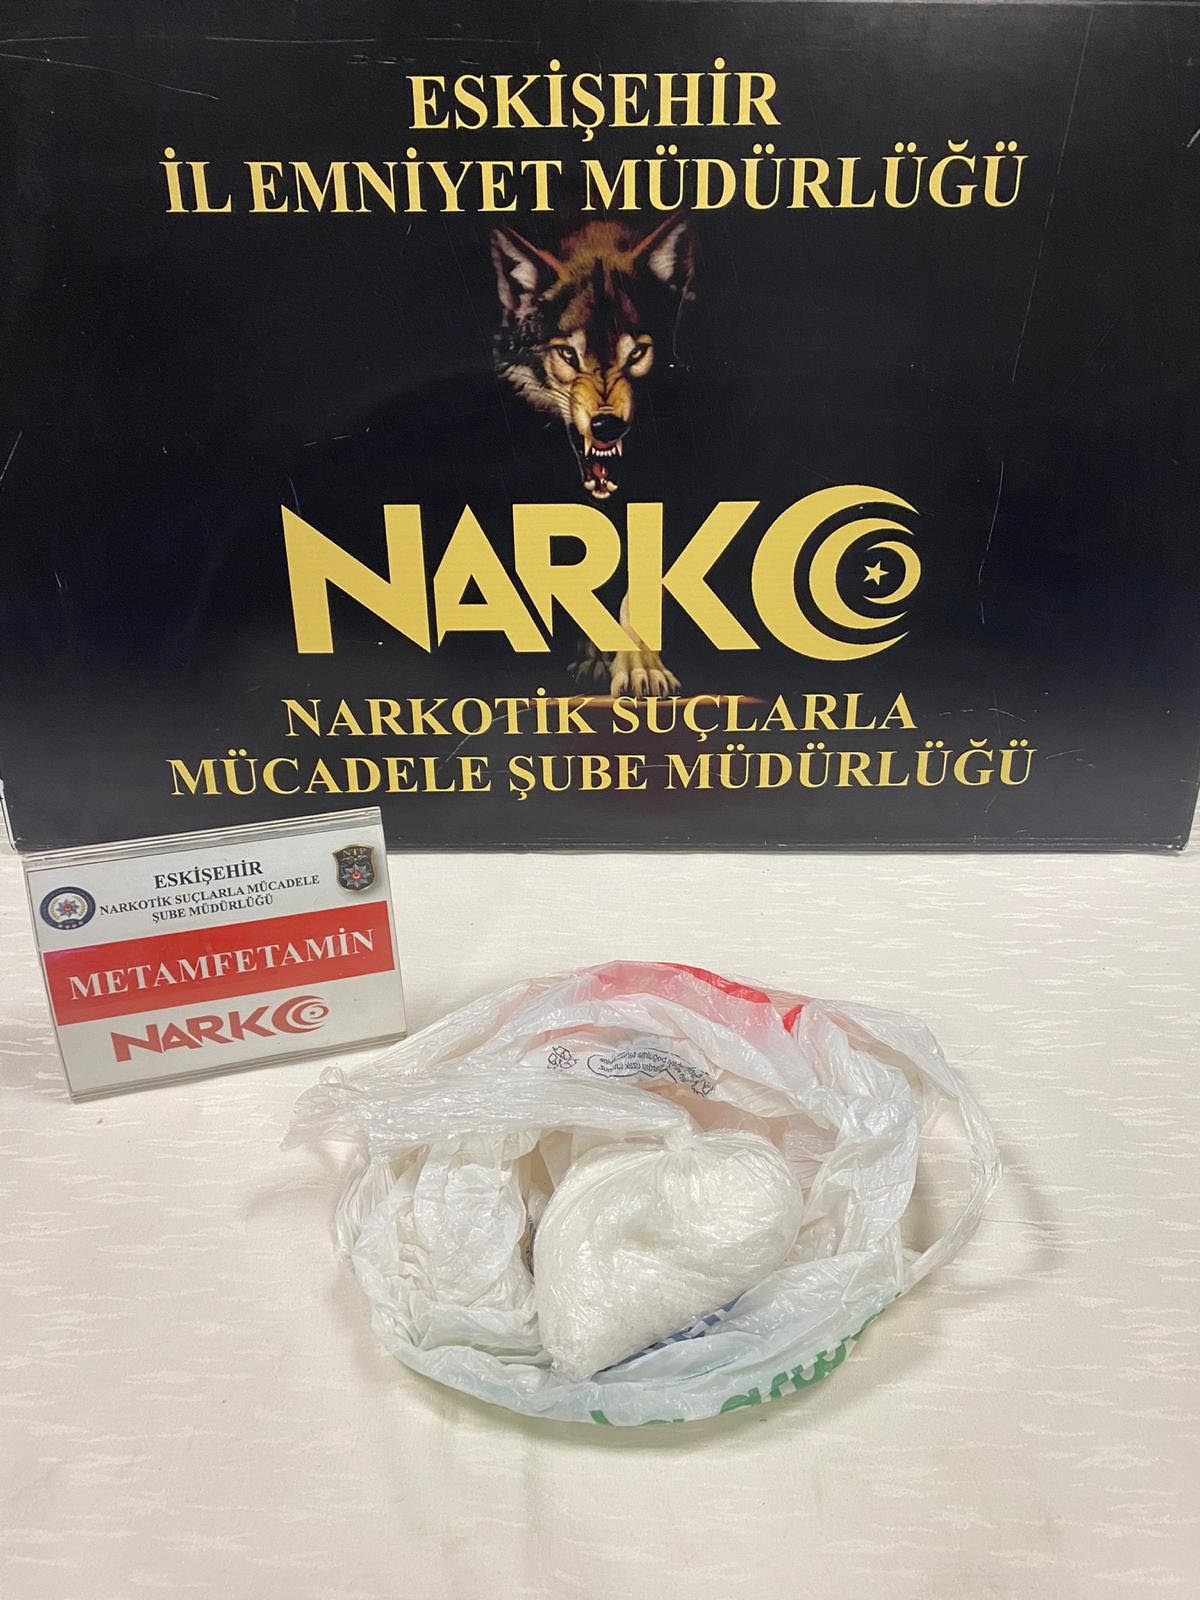 ESKİŞEHİR
İL EMNİYET MÜDÜRLÜĞÜ
NARKO
NARKOTİK SUÇLARLA
MÜCADELE ŞUBE MÜDÜRLÜĞÜ
ESKİŞEHİR
NARKOTİK SUÇLARLA MÜCADELE
ŞUBE MÜDÜRLÜĞÜ
NTP
METAMFETAMİN
NARKO